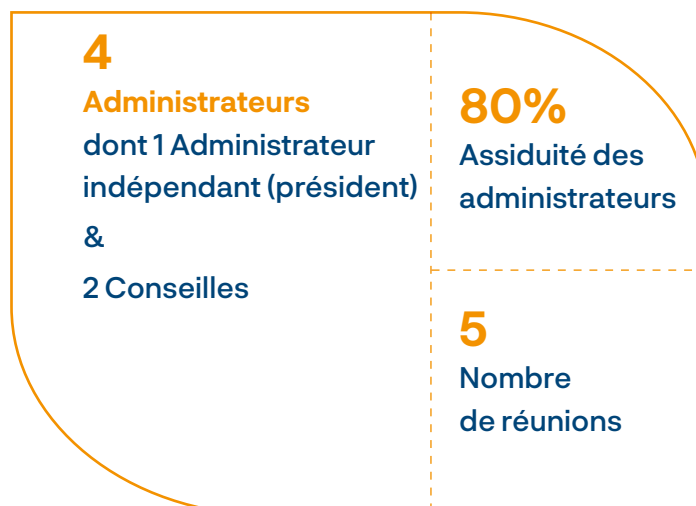 4
Administrateurs
dont 1 Administrateur
indépendant (président)
&
2 Conseilles
80%
Assiduité des
administrateurs
5
Nombre
de réunions